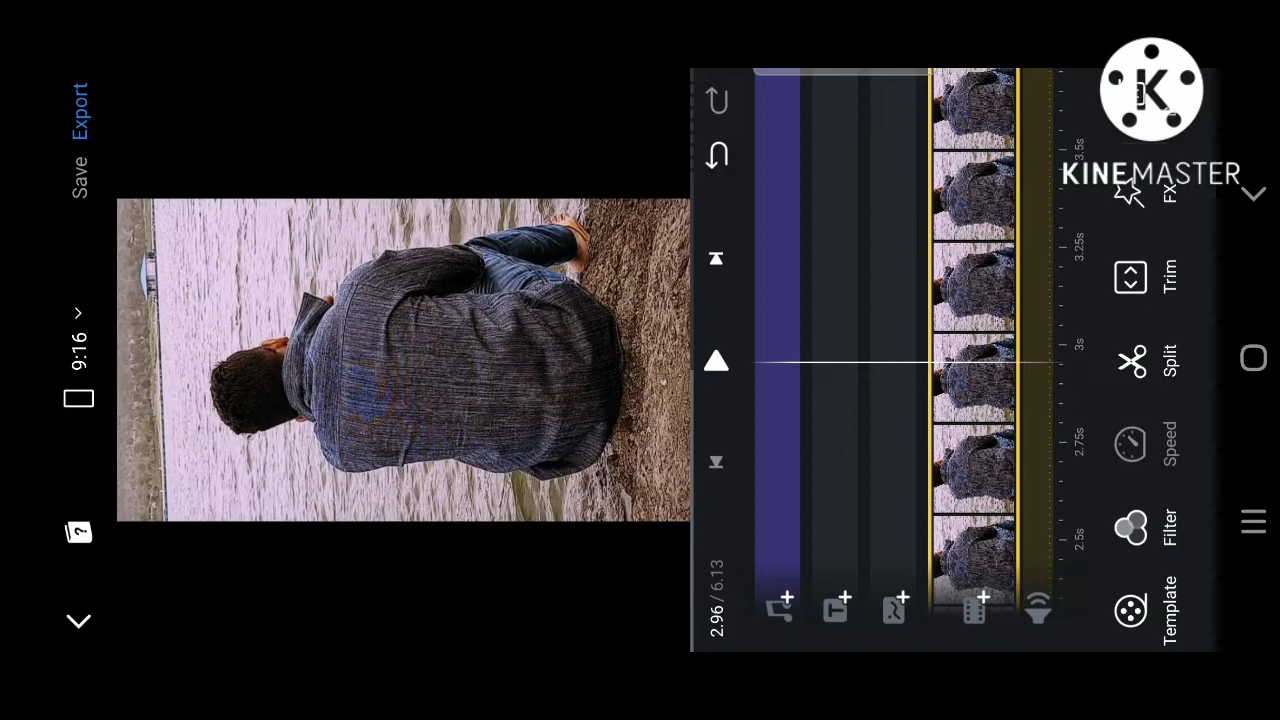 Save Export
9:16
?
2.96 / 6.13
T
2.5s 2.75s 3s 3.25s 3.5s
Template Filter Speed Split Trim FX
K
KINEMASTER